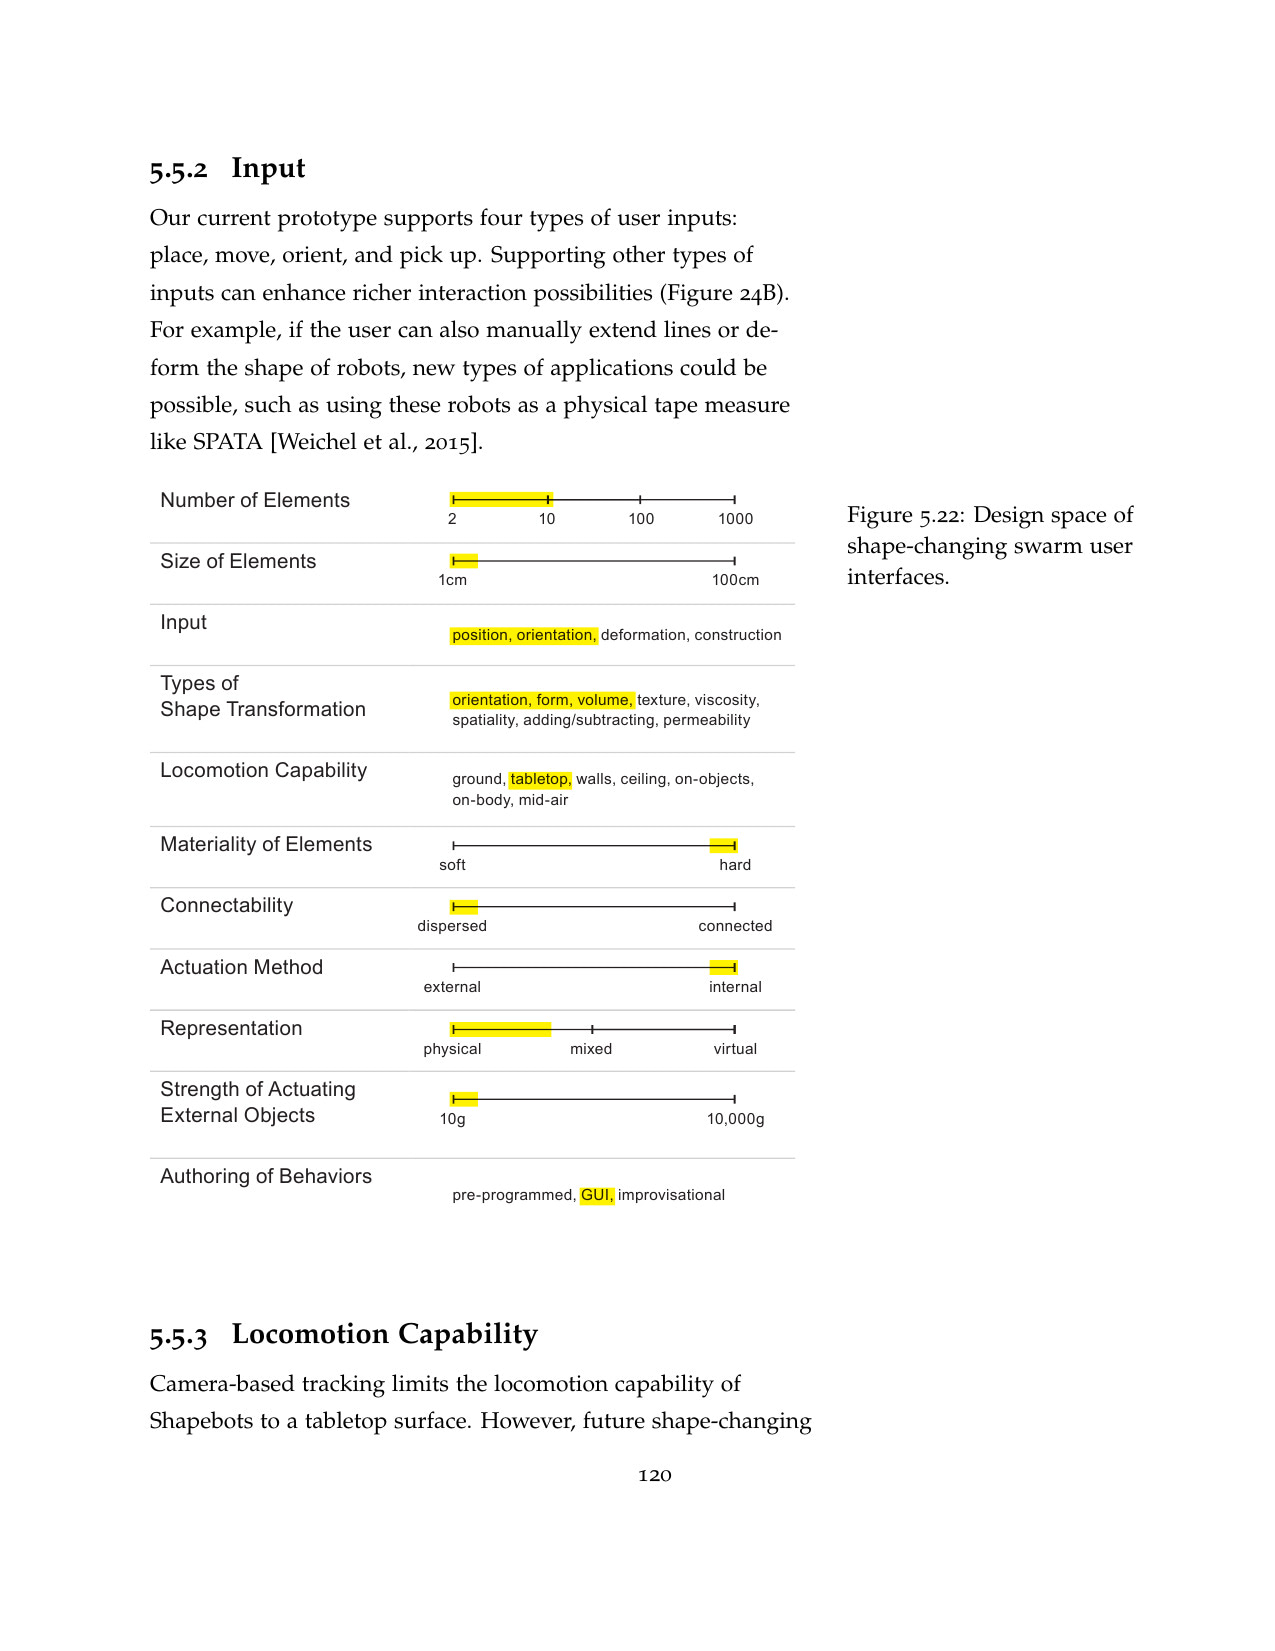 5.5.2 Input
Our current prototype supports four types of user inputs:
place, move, orient, and pick up. Supporting other types of
inputs can enhance richer interaction possibilities (Figure 24B).
For example, if the user can also manually extend lines or de-
form the shape of robots, new types of applications could be
possible, such as using these robots as a physical tape measure
like SPATA [Weichel et al., 2015].
Number of Elements
2 10 100 1000
Size of Elements
1cm 100cm
Input
position, orientation, deformation, construction
Types of
Shape Transformation
orientation, form, volume, texture, viscosity,
spatiality, adding/subtracting, permeability
Locomotion Capability
ground, tabletop, walls, ceiling, on-objects,
on-body, mid-air
Materiality of Elements
soft hard
Connectability
dispersed connected
Actuation Method
external internal
Representation
physical mixed virtual
Strength of Actuating
External Objects
10g 10,000g
Authoring of Behaviors
pre-programmed, GUI, improvisational
Figure 5.22: Design space of
shape-changing swarm user
interfaces.
5.5.3 Locomotion Capability
Camera-based tracking limits the locomotion capability of
Shapebots to a tabletop surface. However, future shape-changing
120